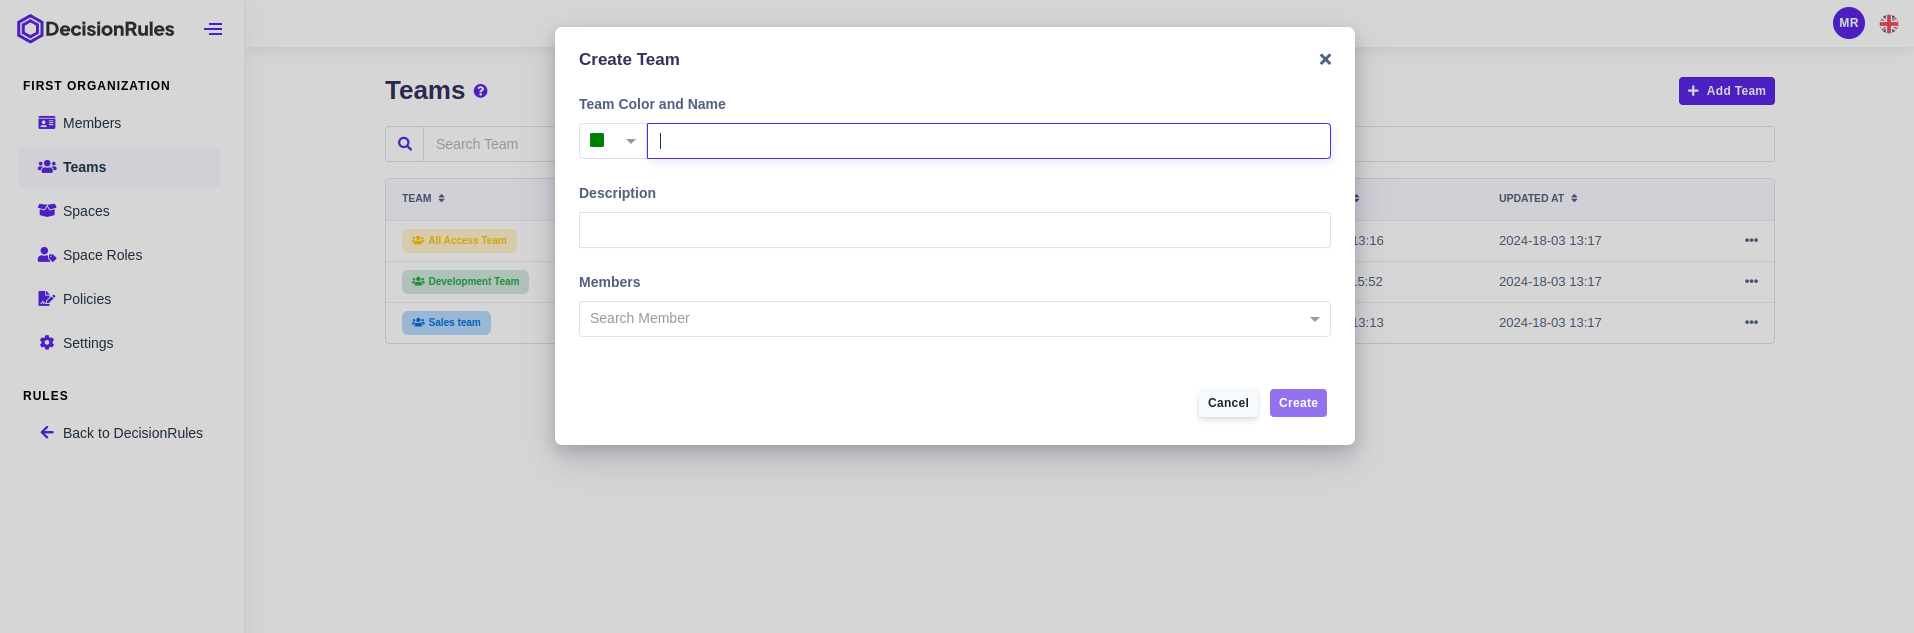 DecisionRules
MR
FIRST ORGANIZATION
Members
Teams
Spaces
Space Roles
Policies
Settings
RULES
Back to DecisionRules
Teams ?
Add Team
Search Team
TEAM
UPDATED AT
All Access Team
13:16
2024-18-03 13:17
Development Team
15:52
2024-18-03 13:17
Sales team
13:13
2024-18-03 13:17
Create Team
Team Color and Name
Description
Members
Search Member
Cancel
Create